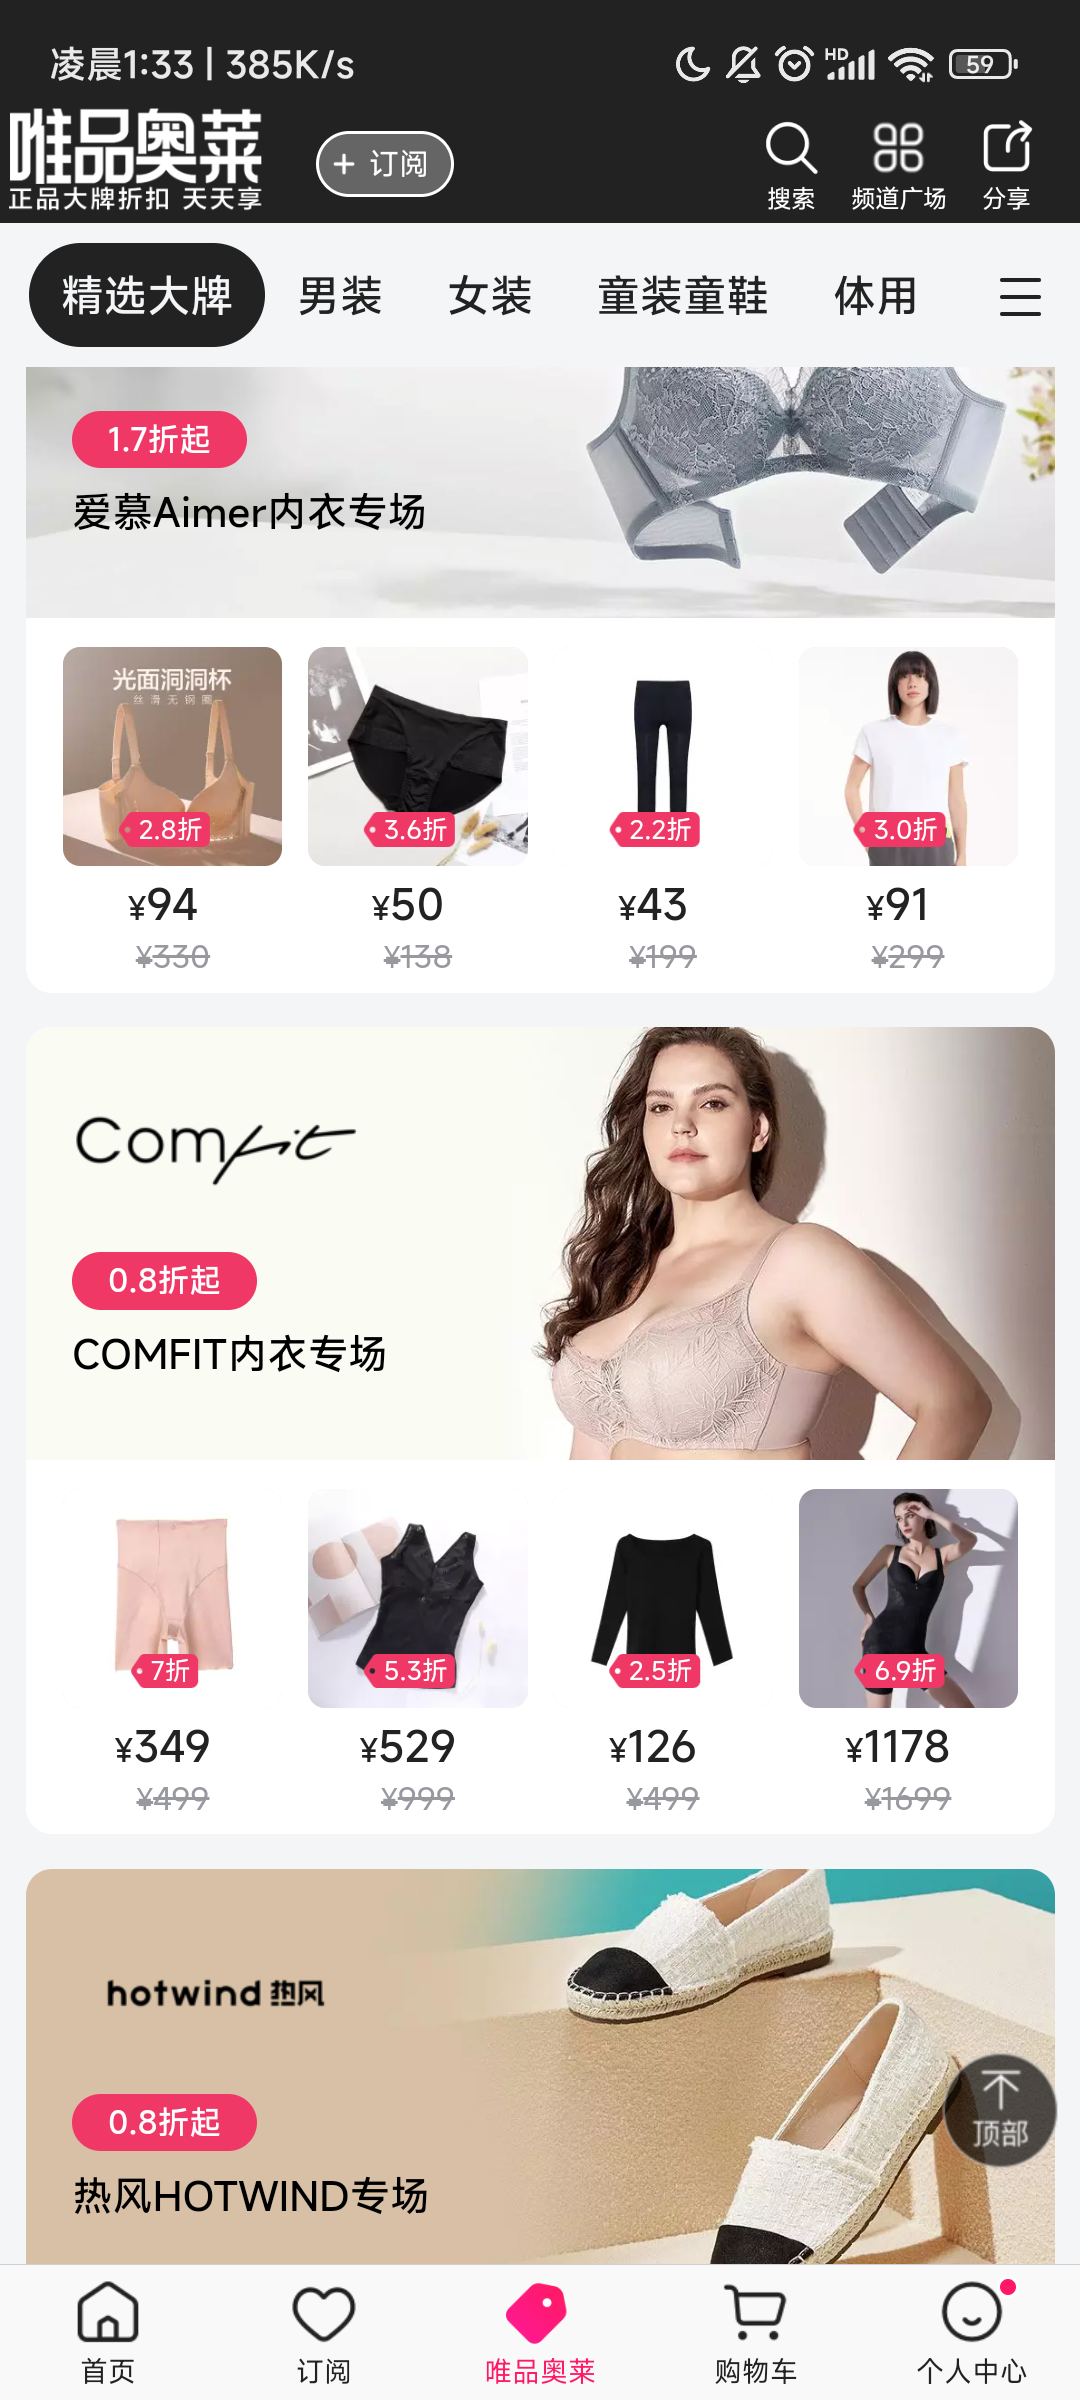 凌晨1:33 | 385K/s
HD
59
唯品奥莱
正品大牌折扣 天天享
+ 订阅
搜索
频道广场
分享
精选大牌
男装
女装
童装童鞋
体用
1.7折起
爱慕Aimer内衣专场
光面洞洞杯
丝滑无钢圈
2.8折
3.6折
2.2折
3.0折
¥94
¥50
¥43
¥91
¥330
¥138
¥199
¥299
Comfit
0.8折起
COMFIT内衣专场
7折
5.3折
2.5折
6.9折
¥349
¥529
¥126
¥1178
¥499
¥999
¥499
¥1699
hotwind 热风
0.8折起
热风HOTWIND专场
顶部
首页
订阅
唯品奥莱
购物车
个人中心